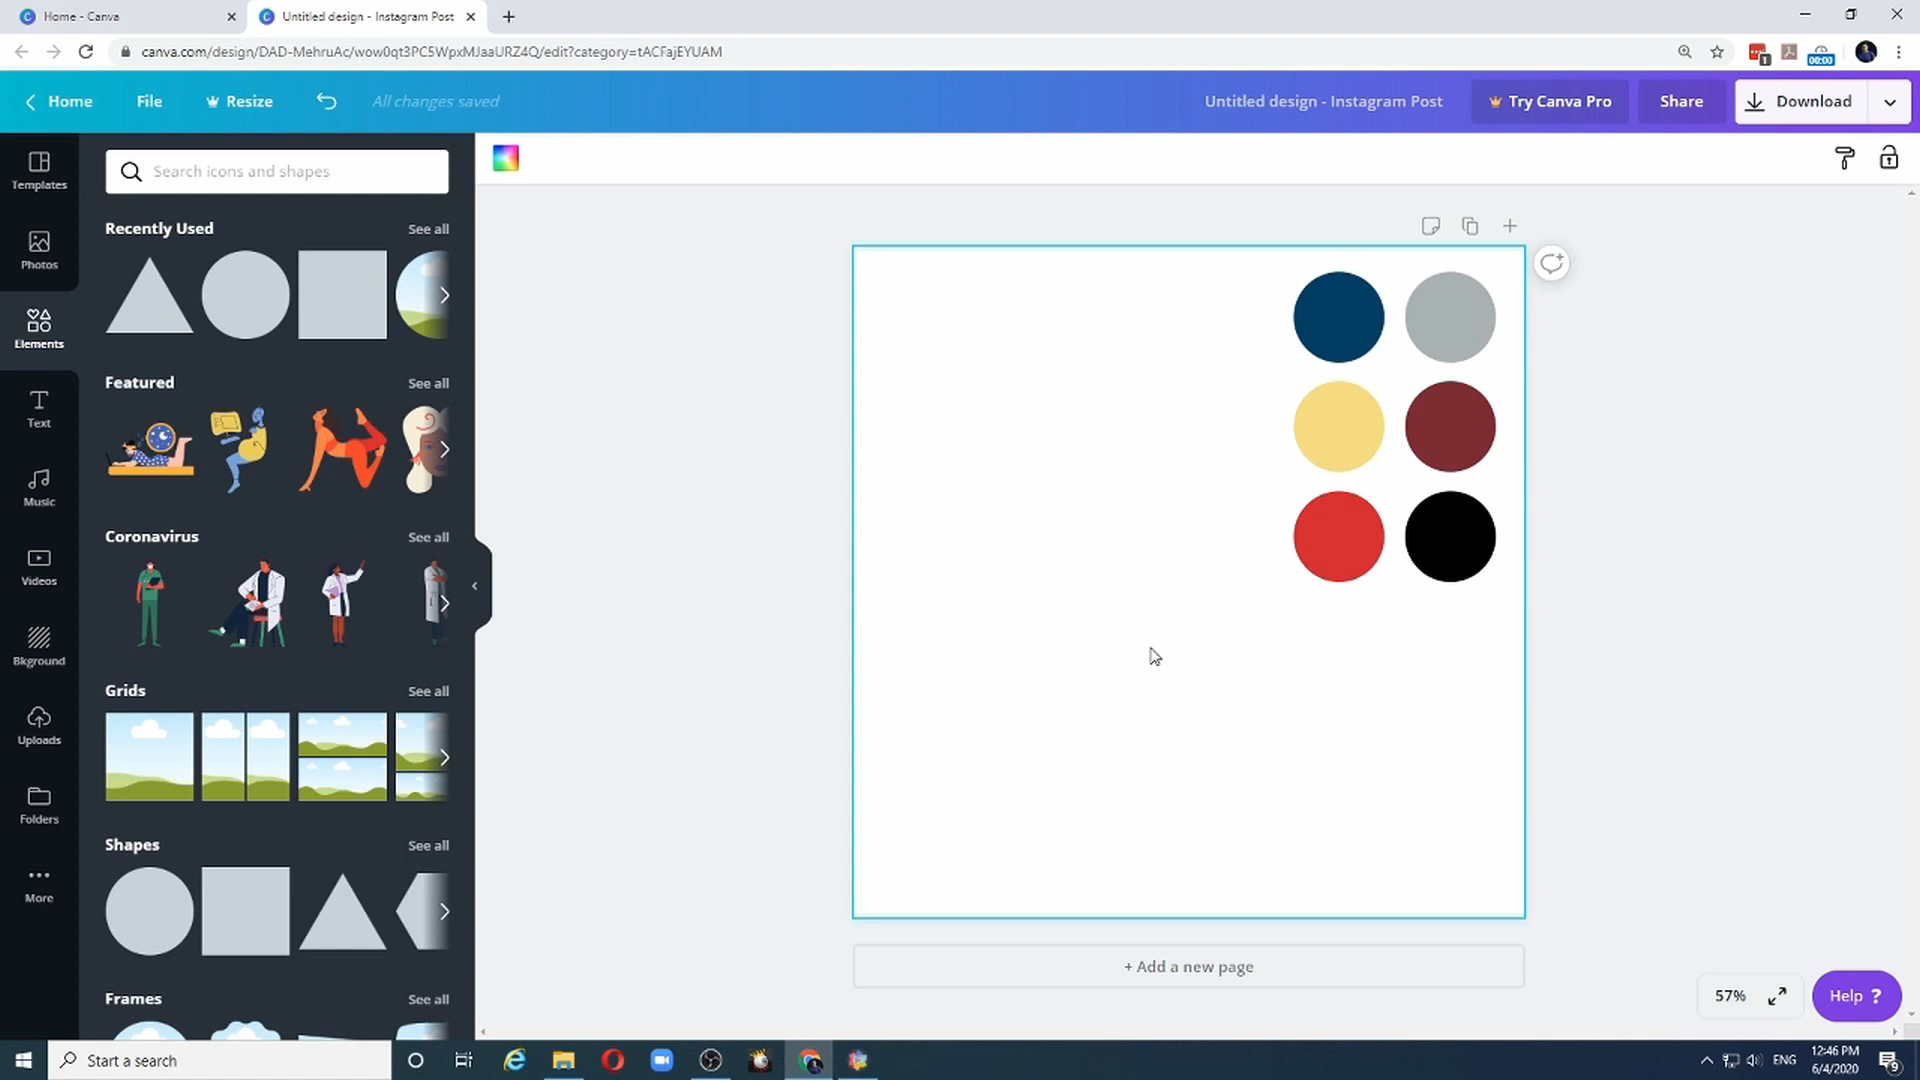 Home - Canva
Untitled design - Instagram Post
canva.com/design/DAD-MehruAc/wow0qt3PC5WpxMJaaURZ4Q/edit?category=tACFajEYUAM
1
00:00
Home
File
Resize
All changes saved
Untitled design - Instagram Post
Try Canva Pro
Share
Download
Templates
Photos
Elements
Text
Music
Videos
Bkground
Uploads
Folders
More
Search icons and shapes
Recently Used
See all
Featured
See all
Coronavirus
See all
Grids
See all
Shapes
See all
Frames
See all
+ Add a new page
57%
Help ?
Start a search
ENG
12:46 PM
6/4/2020
9